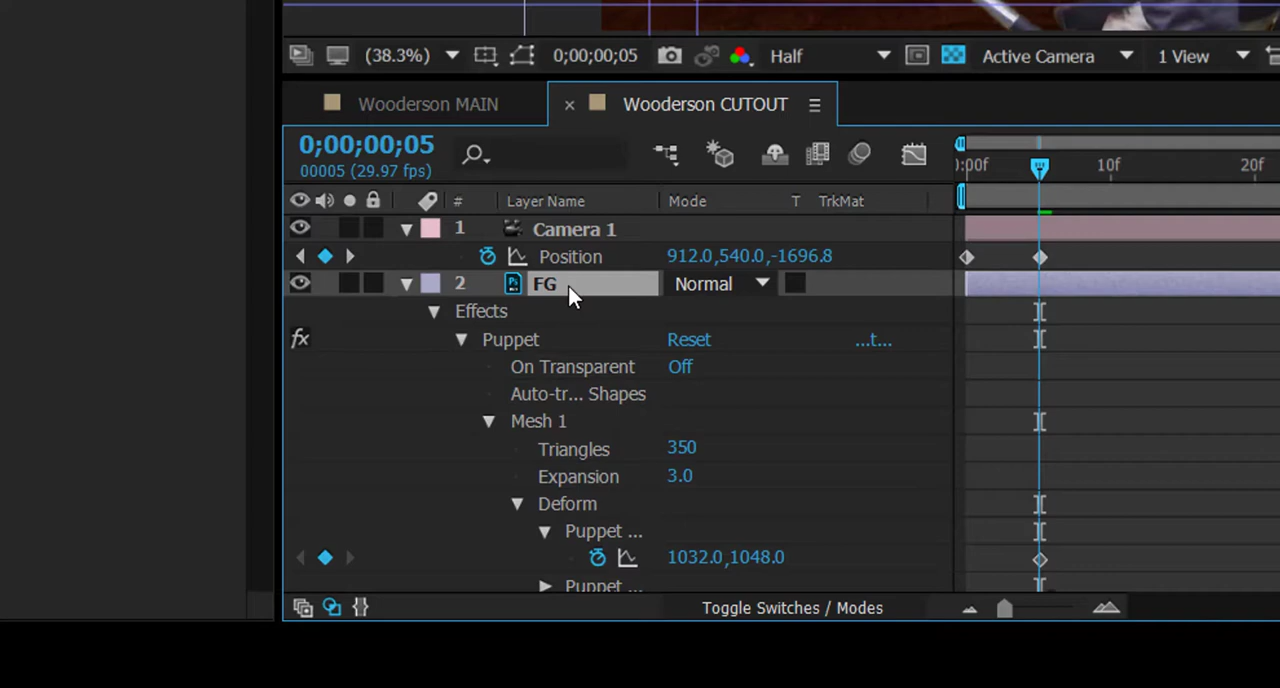 (38.3%) 0;00;00;05 Half Active Camera 1 View
Wooderson MAIN × Wooderson CUTOUT
0;00;00;05
00005 (29.97 fps) 0:00f 10f 20f
# Layer Name Mode T TrkMat
1 Camera 1
Position 912.0,540.0,-1696.8
2 Ps FG Normal
Effects
fx Puppet Reset ...t...
On Transparent Off
Auto-tr... Shapes
Mesh 1
Triangles 350
Expansion 3.0
Deform
Puppet ...
1032.0,1048.0
Puppet ...
Toggle Switches / Modes